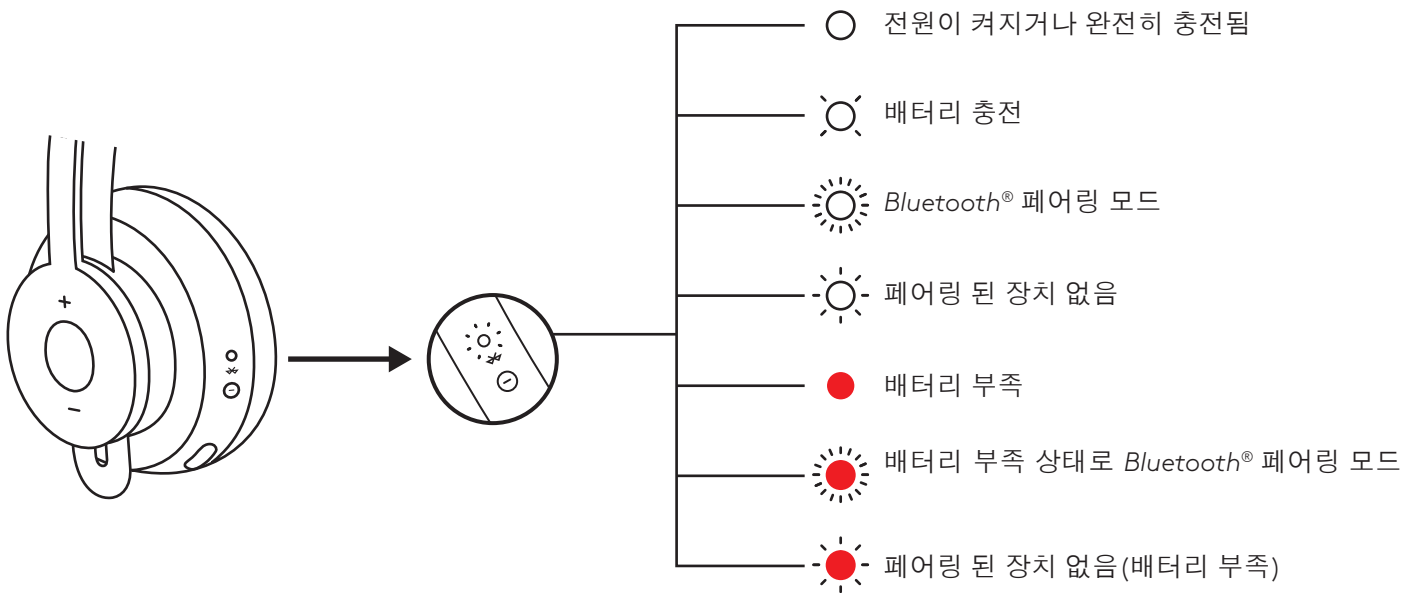 전원이 켜지거나 완전히 충전됨
배터리 충전
Bluetooth® 페어링 모드
페어링 된 장치 없음
배터리 부족
배터리 부족 상태로 Bluetooth® 페어링 모드
페어링 된 장치 없음(배터리 부족)